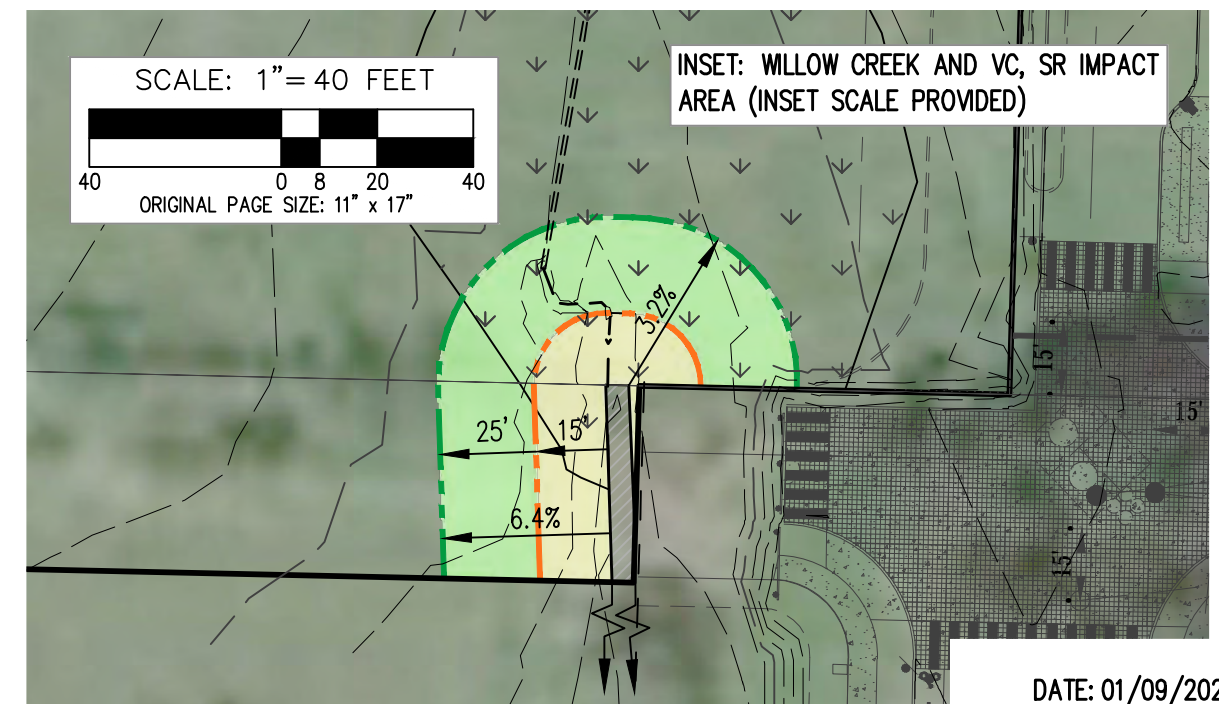 SCALE: 1"= 40 FEET
40 0 8 20 40
ORIGINAL PAGE SIZE: 11" x 17"
INSET: WILLOW CREEK AND VC, SR IMPACT
AREA (INSET SCALE PROVIDED)
3.2%
15'
15'
25' 15'
6.4%
15'
DATE: 01/09/202